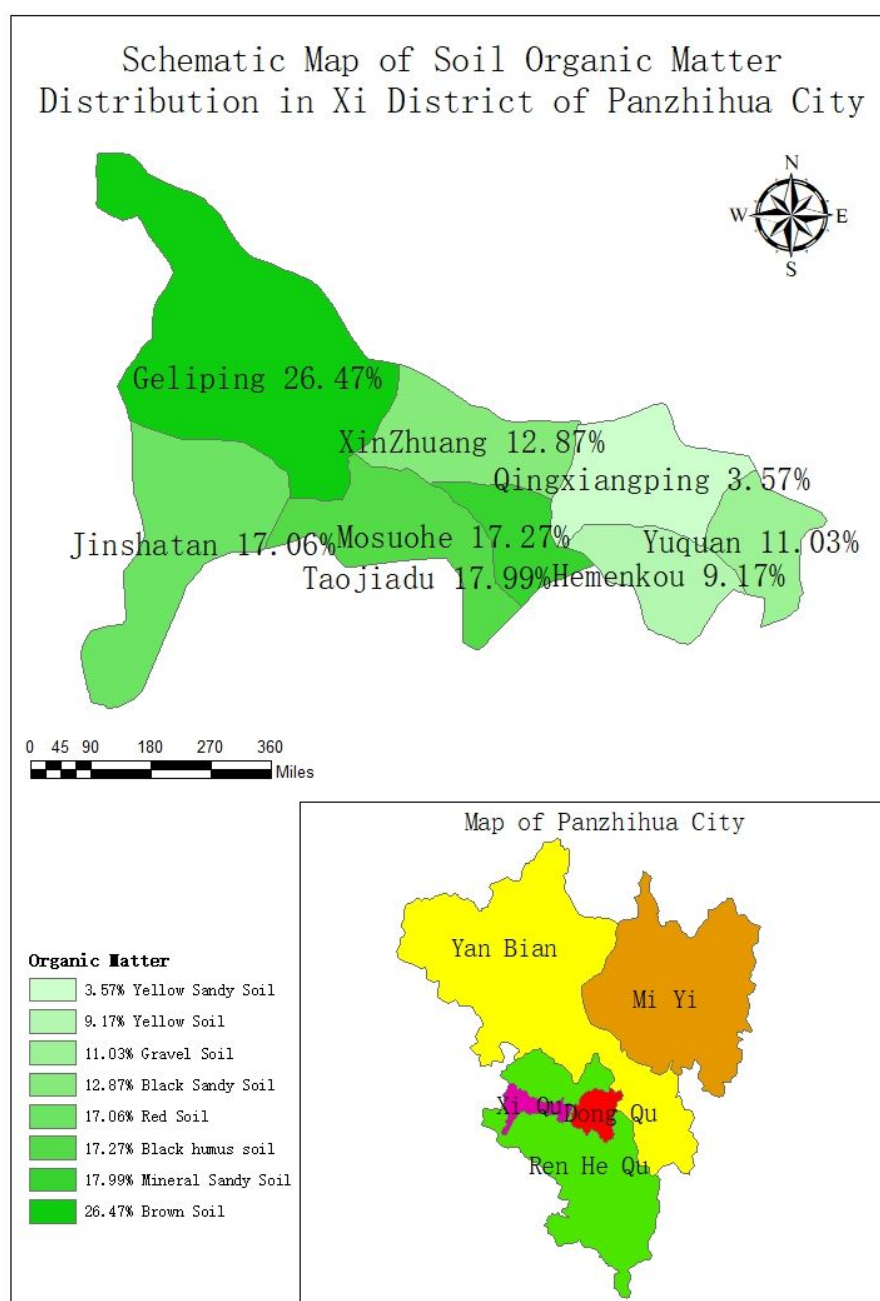 Schematic Map of Soil Organic Matter
Distribution in Xi District of Panzhihua City
N
W
E
S
Geliping 26.47%
XinZhuang 12.87%
Qingxiangping 3.57%
Jinshatan 17.06%
Mosuohe 17.27%
Yuquan 11.03%
Taojiadu 17.99%
Hemenkou 9.17%
0 45 90 180 270 360
Miles
Map of Panzhihua City
Yan Bian
Mi Yi
Xi Qu
Dong Qu
Ren He Qu
Organic Matter
3.57% Yellow Sandy Soil
9.17% Yellow Soil
11.03% Gravel Soil
12.87% Black Sandy Soil
17.06% Red Soil
17.27% Black humus soil
17.99% Mineral Sandy Soil
26.47% Brown Soil